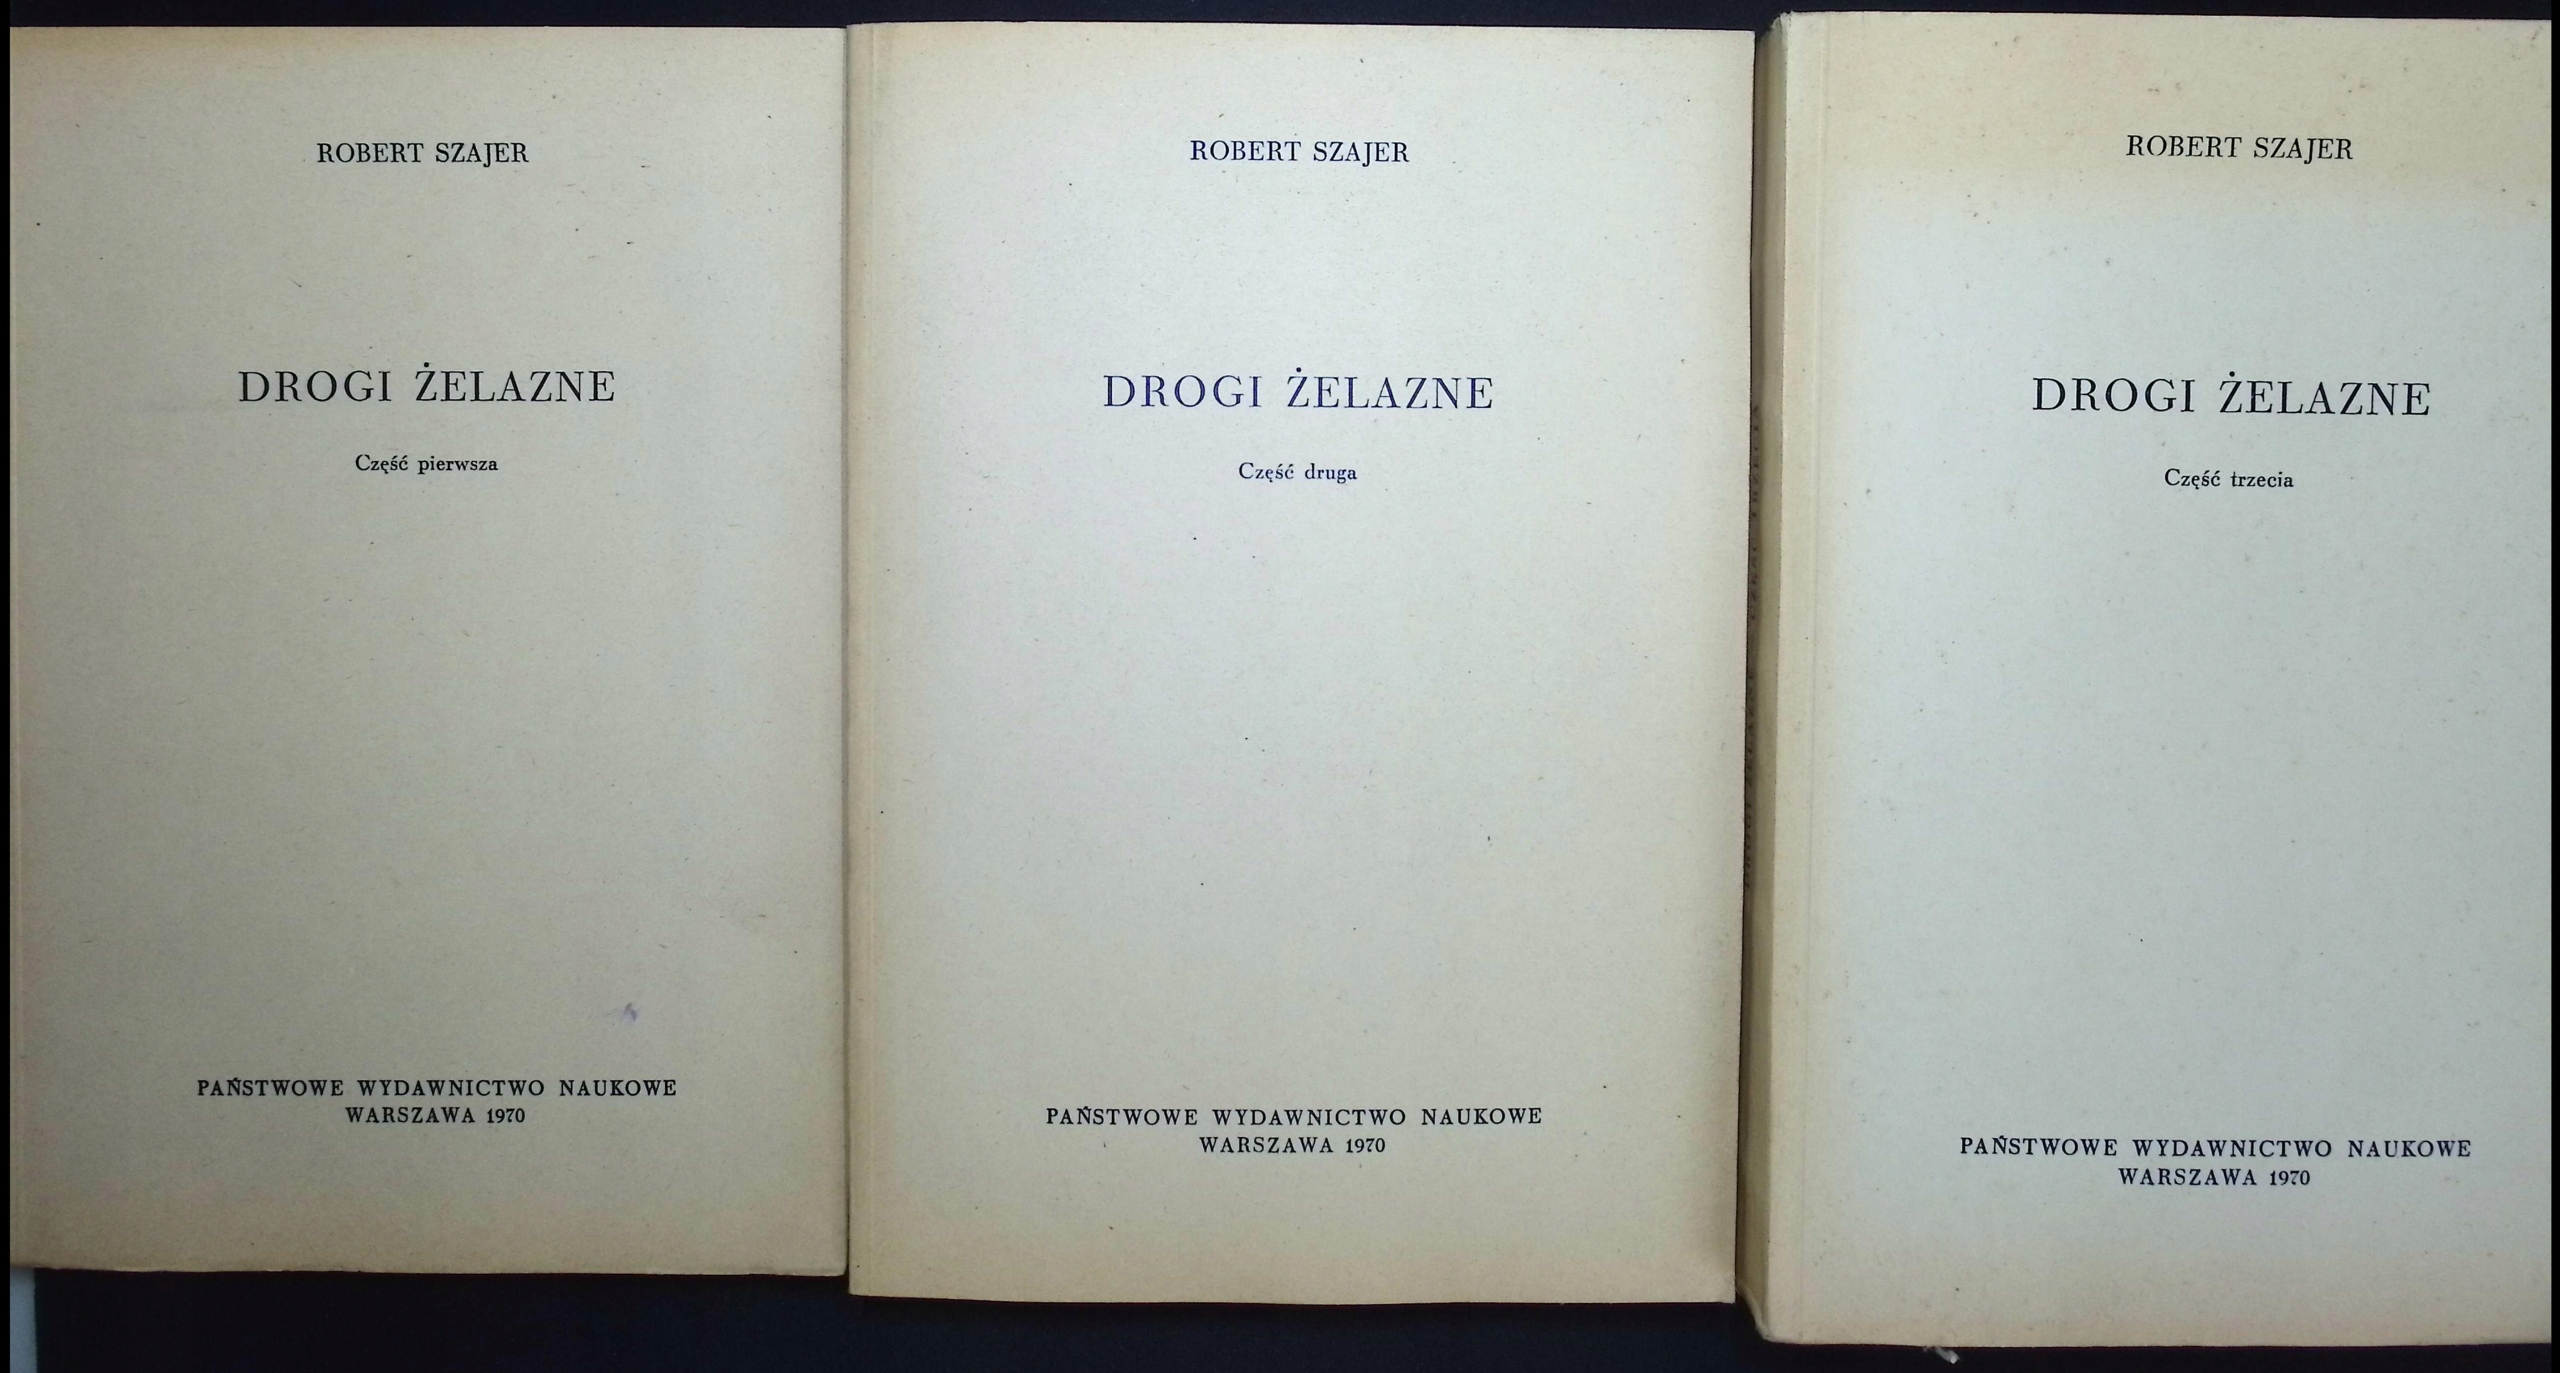 ROBERT SZAJER
DROGI ŻELAZNE
Część pierwsza
PAŃSTWOWE WYDAWNICTWO NAUKOWE
WARSZAWA 1970
ROBERT SZAJER
DROGI ŻELAZNE
Część druga
PAŃSTWOWE WYDAWNICTWO NAUKOWE
WARSZAWA 1970
ROBERT SZAJER
DROGI ŻELAZNE
Część trzecia
PAŃSTWOWE WYDAWNICTWO NAUKOWE
WARSZAWA 1970